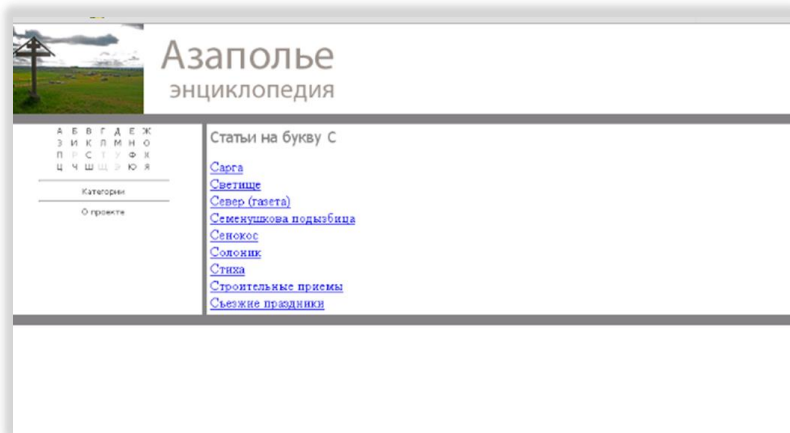 Азаполье
энциклопедия
А Б В Г Д Е Ж
З И К Л М Н О
П Р С Т У Ф Х
Ц Ч Ш Щ Э Ю Я
Категории
О проекте
Статьи на букву С
Сарга
Светище
Север (газета)
Семенушкова подызбица
Сенокос
Солоник
Стиха
Строительные приемы
Съезжие праздники